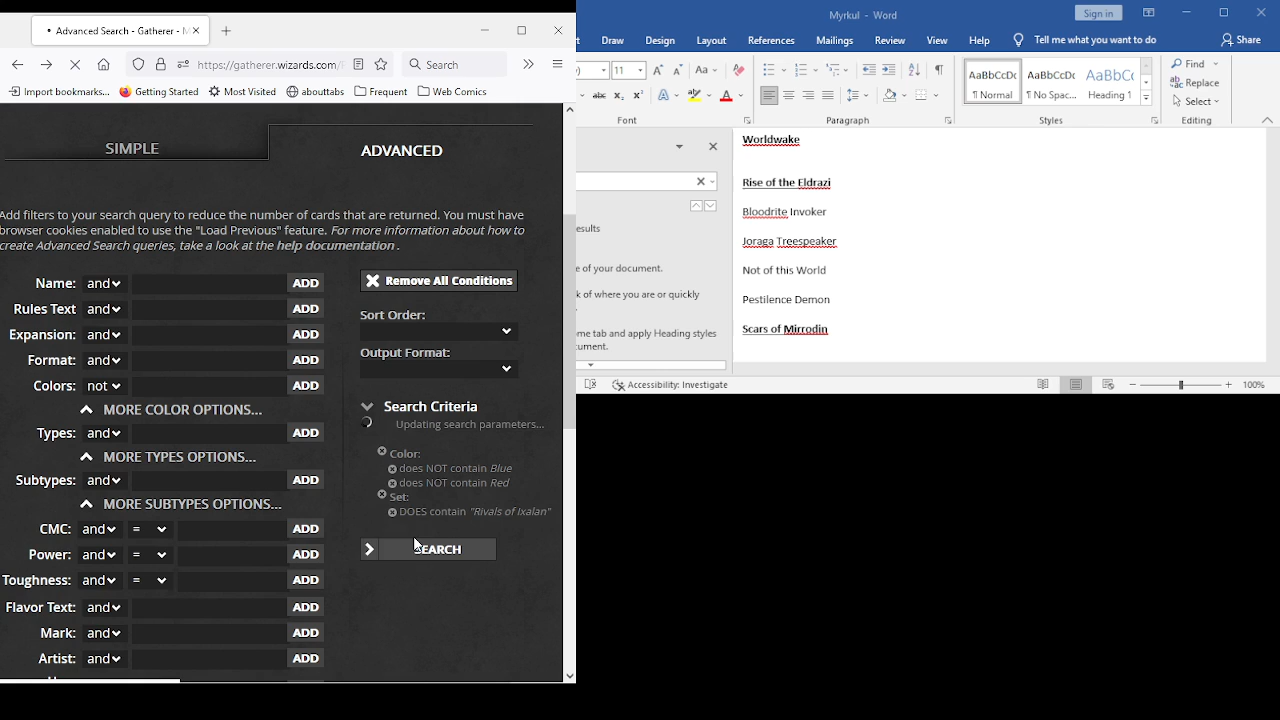 Advanced Search - Gatherer - M
https://gatherer.wizards.com/
Search
Import bookmarks...
Getting Started
Most Visited
abouttabs
Frequent
Web Com
SIMPLE
ADVANCED
Add filters to your search query to reduce the number of cards that are returned. You must have
browser cookies enabled to use the "Load Previous" feature. For more information about how to
create Advanced Search queries, take a look at the help documentation .
Name: and ADD
Rules Text and ADD
Expansion: and ADD
Format: and ADD
Colors: not ADD
MORE COLOR OPTIONS...
Types: and ADD
MORE TYPES OPTIONS...
Subtypes: and ADD
MORE SUBTYPES OPTIONS...
CMC: and = ADD
Power: and = ADD
Toughness: and = ADD
Flavor Text: and ADD
Mark: and ADD
Artist: and ADD
Remove All Conditions
Sort Order:
Output Format:
Search Criteria
Updating search parameters...
Color:
does NOT contain Blue
does NOT contain Red
Set:
DOES contain "Rivals of Ixalan"
SEARCH
Myrkul - Word
Sign in
Draw
Design
Layout
References
Mailings
Review
View
Help
Tell me what you want to do
Share
11
Aa
abc
x₂
x²
Font
Paragraph
AaBbCcDc
¶ Normal
AaBbCcDc
¶ No Spac...
AaBbCc
Heading 1
Styles
Find
Replace
Select
Editing
esults
e of your document.
k of where you are or quickly
me tab and apply Heading styles
ument.
Worldwake
Rise of the Eldrazi
Bloodrite Invoker
Joraga Treespeaker
Not of this World
Pestilence Demon
Scars of Mirrodin
Accessibility: Investigate
100%